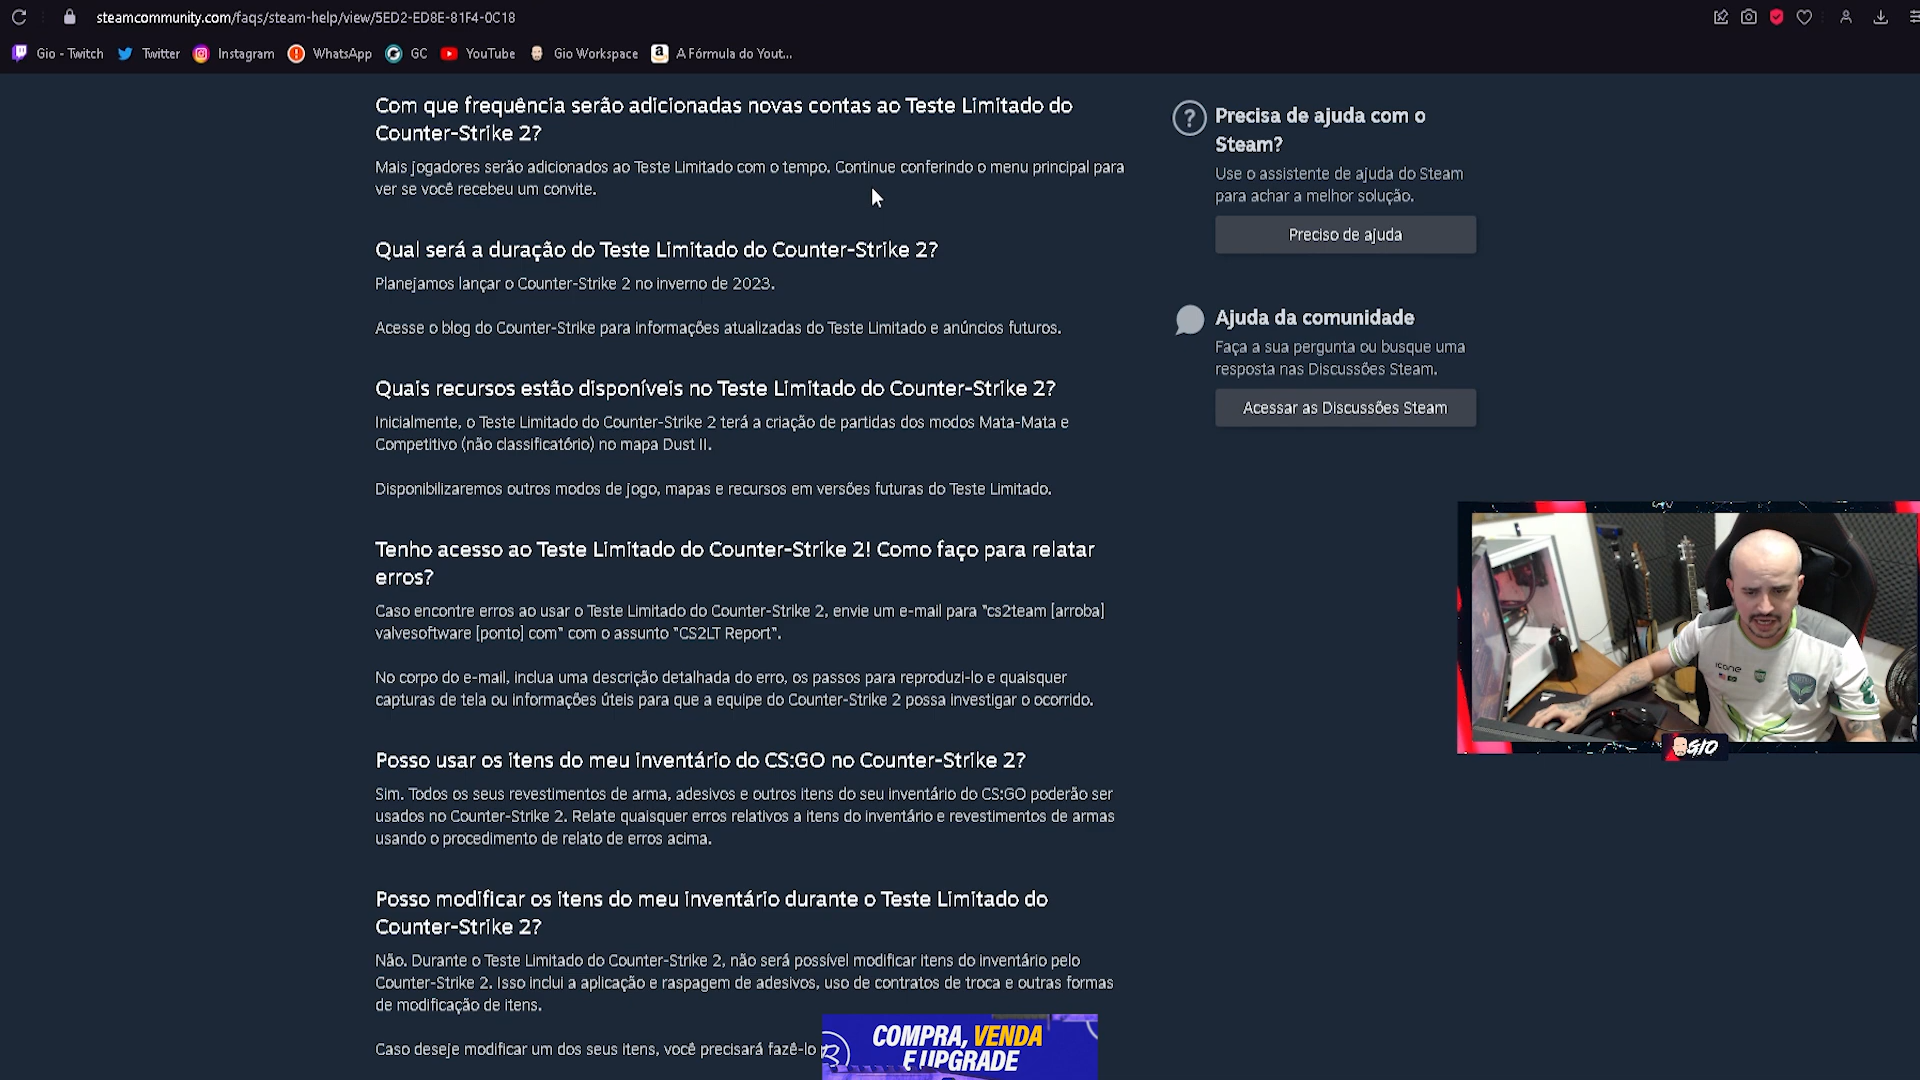 steamcommunity.com/faqs/steam-help/view/5ED2-ED8E-81F4-0C18
Gio - Twitch Twitter Instagram WhatsApp GC YouTube Gio Workspace A Fórmula do Yout...
Com que frequência serão adicionadas novas contas ao Teste Limitado do
Counter-Strike 2?
Mais jogadores serão adicionados ao Teste Limitado com o tempo. Continue conferindo o menu principal para
ver se você recebeu um convite.
Qual será a duração do Teste Limitado do Counter-Strike 2?
Planejamos lançar o Counter-Strike 2 no inverno de 2023.
Acesse o blog do Counter-Strike para informações atualizadas do Teste Limitado e anúncios futuros.
Quais recursos estão disponíveis no Teste Limitado do Counter-Strike 2?
Inicialmente, o Teste Limitado do Counter-Strike 2 terá a criação de partidas dos modos Mata-Mata e
Competitivo (não classificatório) no mapa Dust II.
Disponibilizaremos outros modos de jogo, mapas e recursos em versões futuras do Teste Limitado.
Tenho acesso ao Teste Limitado do Counter-Strike 2! Como faço para relatar
erros?
Caso encontre erros ao usar o Teste Limitado do Counter-Strike 2, envie um e-mail para "cs2team [arroba]
valvesoftware [ponto] com" com o assunto "CS2LT Report".
No corpo do e-mail, inclua uma descrição detalhada do erro, os passos para reproduzi-lo e quaisquer
capturas de tela ou informações úteis para que a equipe do Counter-Strike 2 possa investigar o ocorrido.
Posso usar os itens do meu inventário do CS:GO no Counter-Strike 2?
Sim. Todos os seus revestimentos de arma, adesivos e outros itens do seu inventário do CS:GO poderão ser
usados no Counter-Strike 2. Relate quaisquer erros relativos a itens do inventário e revestimentos de armas
usando o procedimento de relato de erros acima.
Posso modificar os itens do meu inventário durante o Teste Limitado do
Counter-Strike 2?
Não. Durante o Teste Limitado do Counter-Strike 2, não será possível modificar itens do inventário pelo
Counter-Strike 2. Isso inclui a aplicação e raspagem de adesivos, uso de contratos de troca e outras formas
de modificação de itens.
Caso deseje modificar um dos seus itens, você precisará fazê-lo
Precisa de ajuda com o
Steam?
Use o assistente de ajuda do Steam
para achar a melhor solução.
Preciso de ajuda
Ajuda da comunidade
Faça a sua pergunta ou busque uma
resposta nas Discussões Steam.
Acessar as Discussões Steam
icone
GIO
COMPRA, VENDA
E UPGRADE